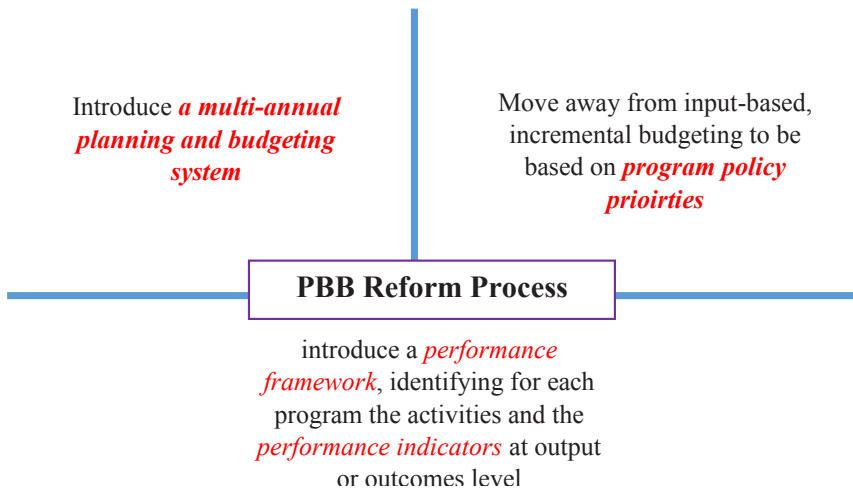 Introduce a multi-annual
planning and budgeting
system
Move away from input-based,
incremental budgeting to be
based on program policy
prioirties
PBB Reform Process
introduce a performance
framework, identifying for each
program the activities and the
performance indicators at output
or outcomes level